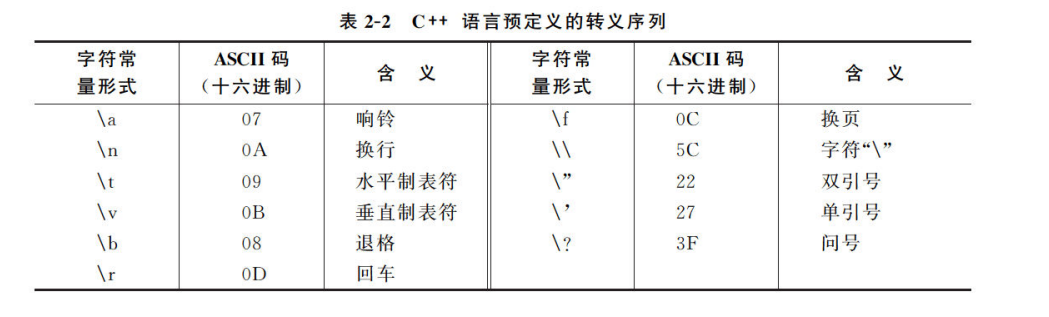 表 2-2 C++ 语言预定义的转义序列
字符常量形式 ASCII 码（十六进制） 含 义 字符常量形式 ASCII 码（十六进制） 含 义
\a 07 响铃 \f 0C 换页
\n 0A 换行 \\ 5C 字符“\”
\t 09 水平制表符 \” 22 双引号
\v 0B 垂直制表符 \’ 27 单引号
\b 08 退格 \? 3F 问号
\r 0D 回车